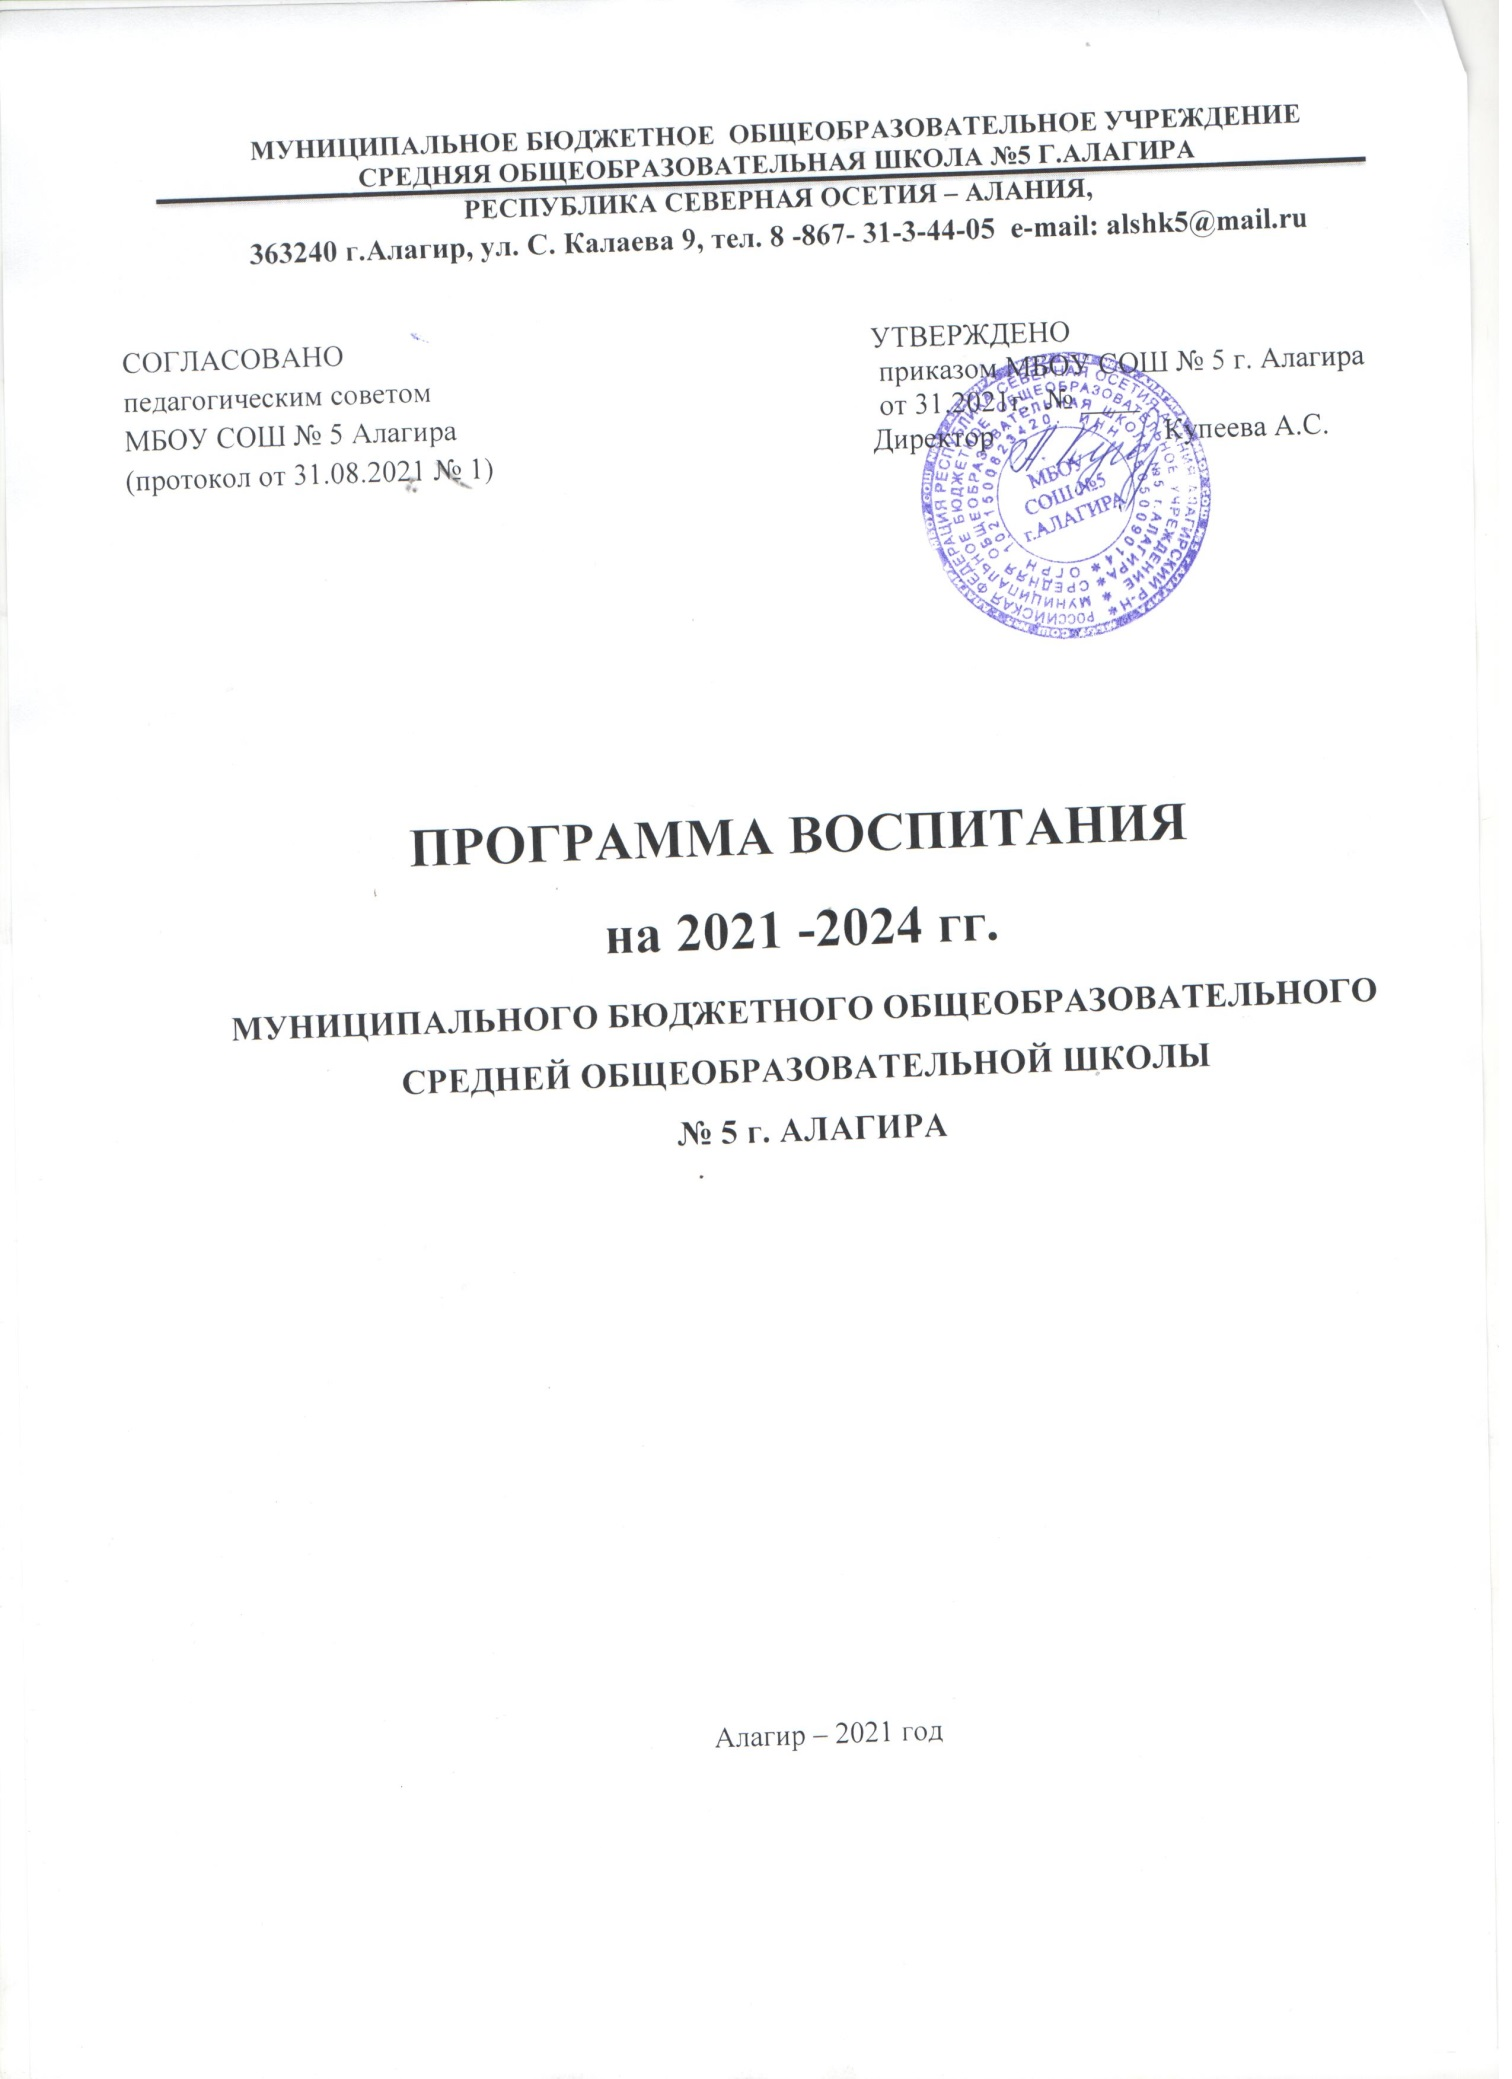 МУНИЦИПАЛЬНОЕ БЮДЖЕТНОЕ ОБЩЕОБРАЗОВАТЕЛЬНОЕ УЧРЕЖДЕНИЕ
СРЕДНЯЯ ОБЩЕОБРАЗОВАТЕЛЬНАЯ ШКОЛА №5 Г.АЛАГИРА
РЕСПУБЛИКА СЕВЕРНАЯ ОСЕТИЯ – АЛАНИЯ,
363240 г.Алагир, ул. С. Калаева 9, тел. 8 -867- 31-3-44-05 e-mail: alshk5@mail.ru
СОГЛАСОВАНО
педагогическим советом
МБОУ СОШ № 5 Алагира
(протокол от 31.08.2021 № 1)
УТВЕРЖДЕНО
приказом МБОУ СОШ № 5 г. Алагира
от 31.2021г. № ____
Директор Купеева А.С.
МБОУ
СОШ №5
г.АЛАГИРА
ПРОГРАММА ВОСПИТАНИЯ
на 2021 -2024 гг.
МУНИЦИПАЛЬНОГО БЮДЖЕТНОГО ОБЩЕОБРАЗОВАТЕЛЬНОГО
СРЕДНЕЙ ОБЩЕОБРАЗОВАТЕЛЬНОЙ ШКОЛЫ
№ 5 г. АЛАГИРА
Алагир – 2021 год